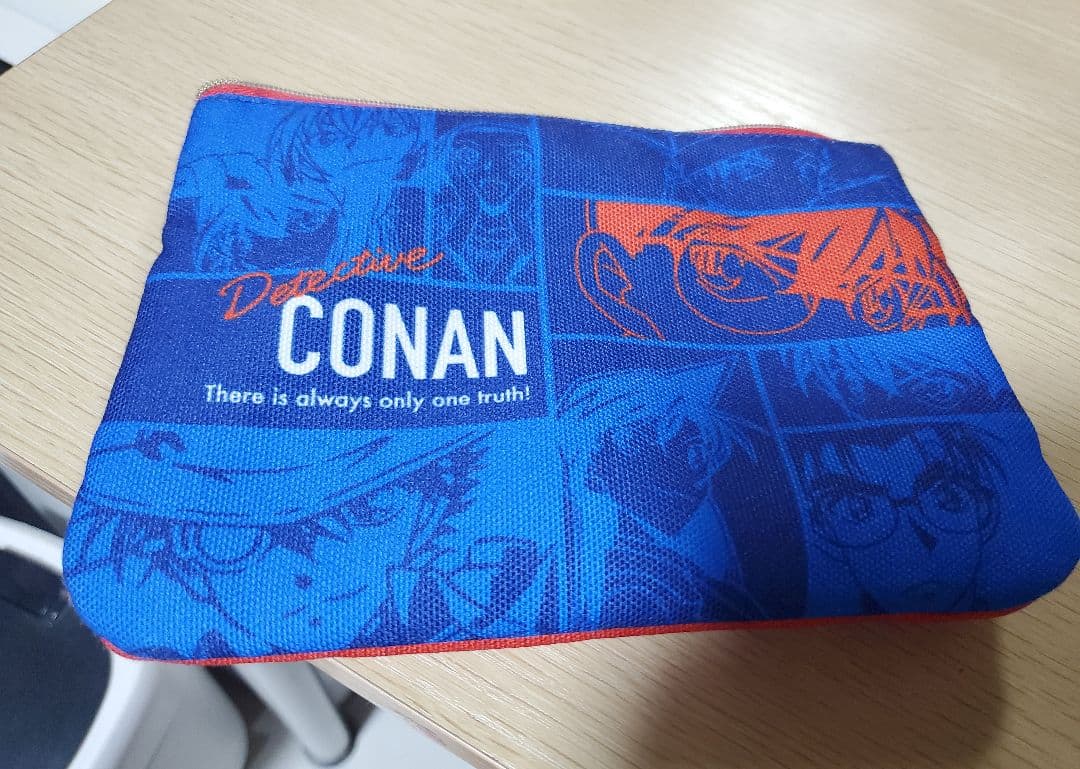 Detective
CONAN
There is always only one truth!